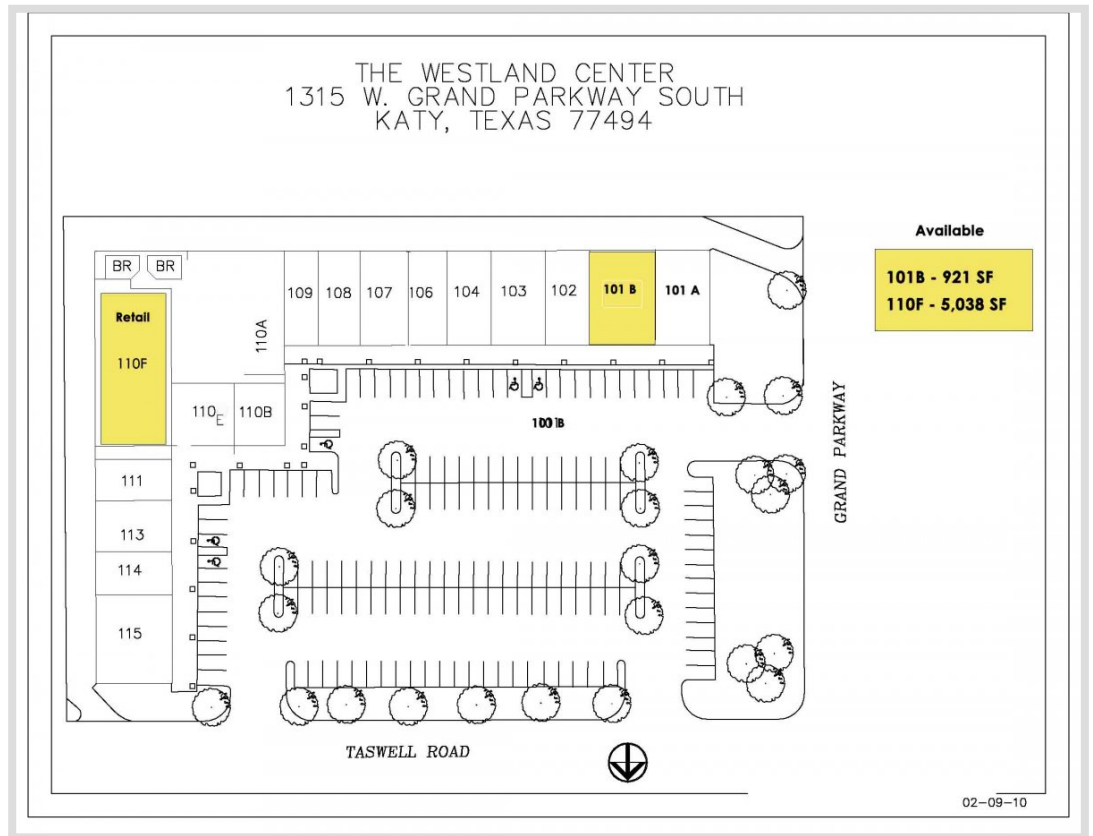 THE WESTLAND CENTER
1315 W. GRAND PARKWAY SOUTH
KATY, TEXAS 77494
Available
101B - 921 SF
110F - 5,038 SF
BR
BR
109
108
107
106
104
103
102
101 B
101 A
Retail
110F
110A
110E
110B
111
113
114
115
GRAND PARKWAY
TASWELL ROAD
02-09-10